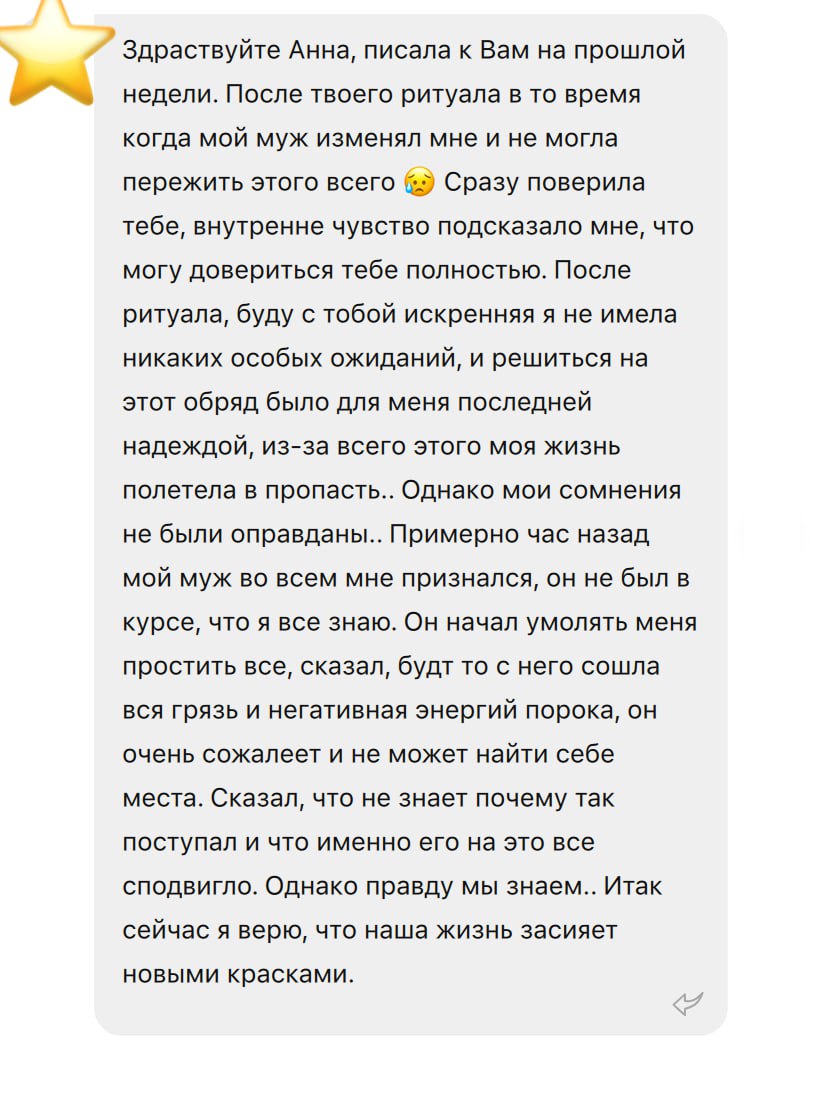 Здраствуйте Анна, писала к Вам на прошлой
недели. После твоего ритуала в то время
когда мой муж изменял мне и не могла
пережить этого всего 😥 Сразу поверила
тебе, внутренне чувство подсказало мне, что
могу довериться тебе полностью. После
ритуала, буду с тобой искренняя я не имела
никаких особых ожиданий, и решиться на
этот обряд было для меня последней
надеждой, из-за всего этого моя жизнь
полетела в пропасть.. Однако мои сомнения
не были оправданы.. Примерно час назад
мой муж во всем мне признался, он не был в
курсе, что я все знаю. Он начал умолять меня
простить все, сказал, будт то с него сошла
вся грязь и негативная энергий порока, он
очень сожалеет и не может найти себе
места. Сказал, что не знает почему так
поступал и что именно его на это все
сподвигло. Однако правду мы знаем.. Итак
сейчас я верю, что наша жизнь засияет
новыми красками.